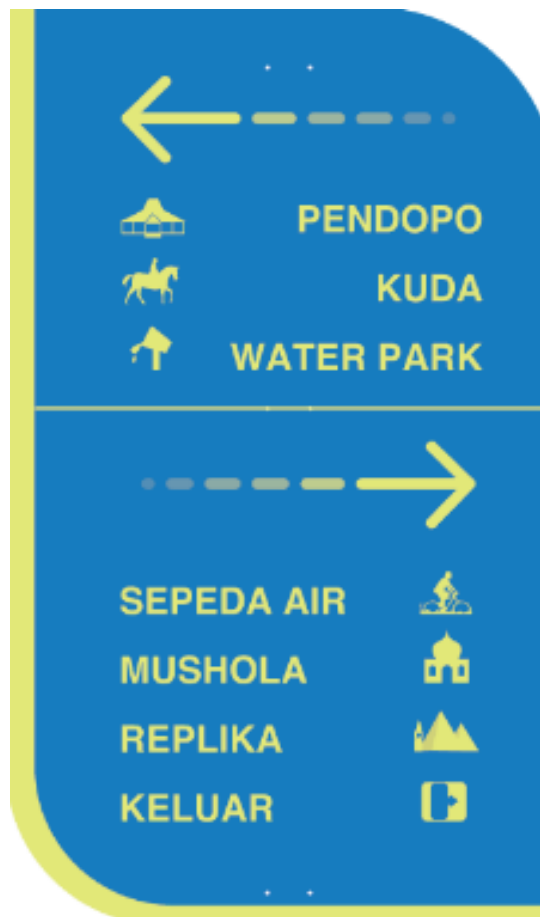 PENDOPO
KUDA
WATER PARK
SEPEDA AIR
MUSHOLA
REPLIKA
KELUAR